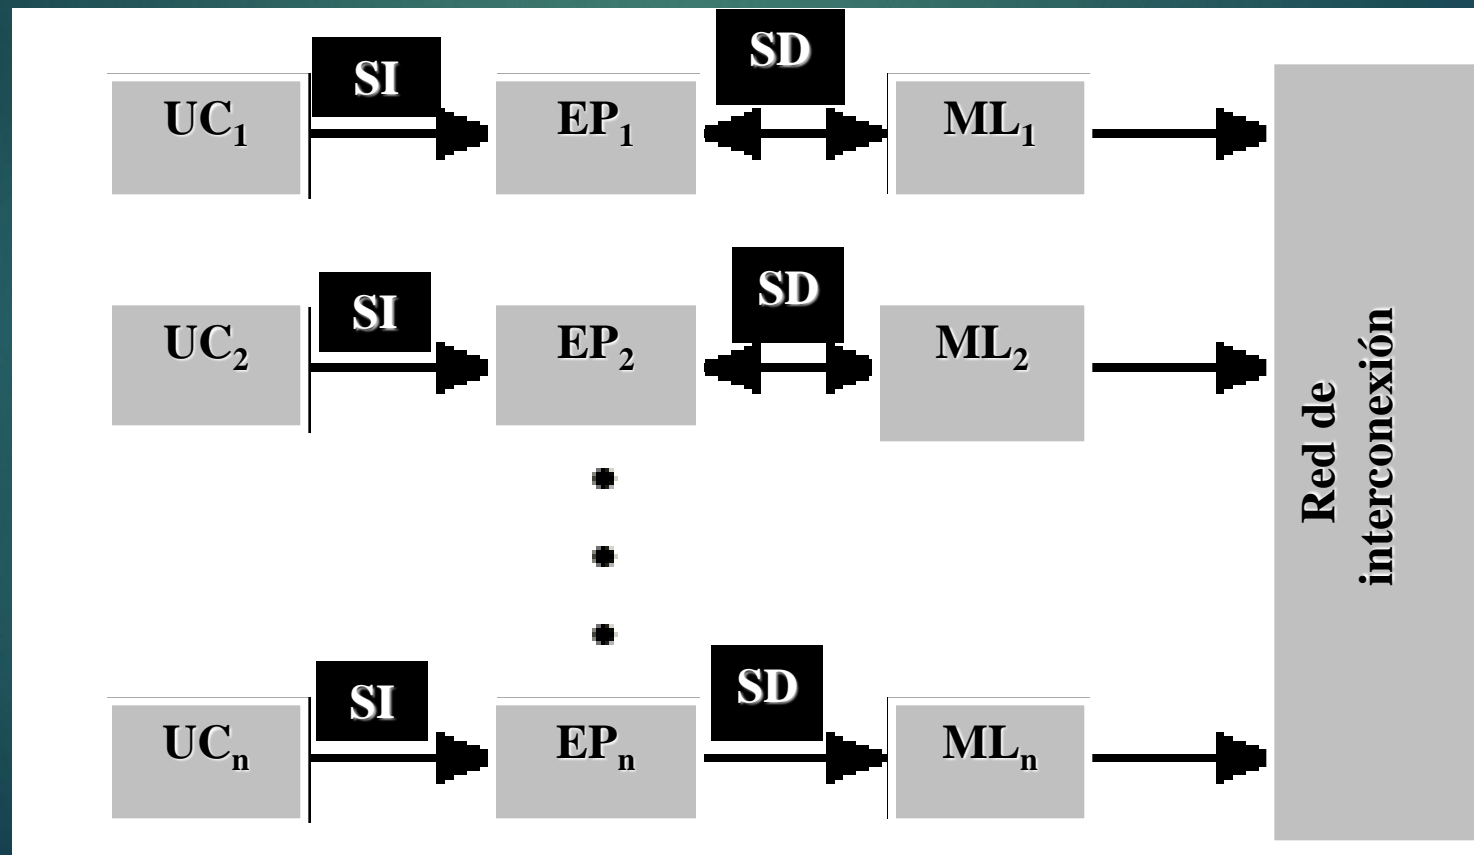 SI
SD
UC₁
EP₁
ML₁
SI
SD
UC₂
EP₂
ML₂
Red de
interconexión
SI
SD
UCₙ
EPₙ
MLₙ